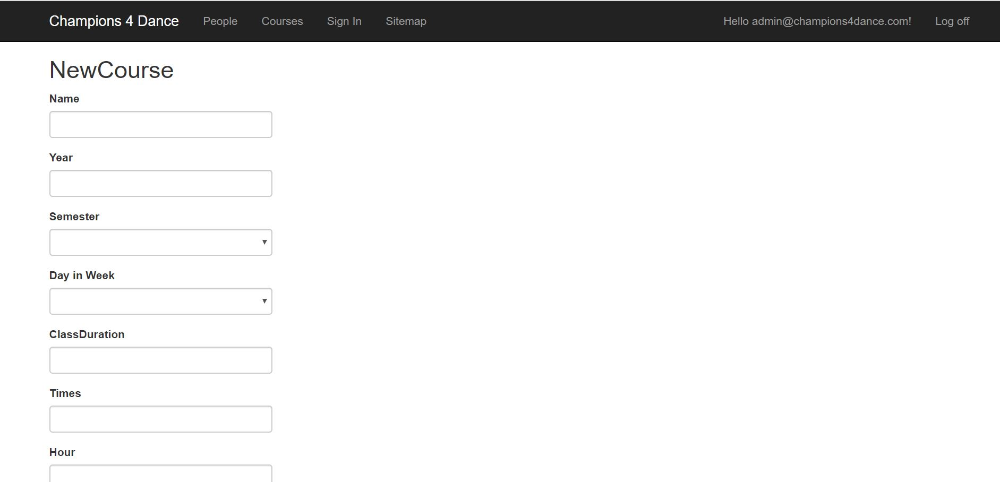 Champions 4 Dance People Courses Sign In Sitemap Hello admin@champions4dance.com! Log off
NewCourse
Name
Year
Semester
Day in Week
ClassDuration
Times
Hour